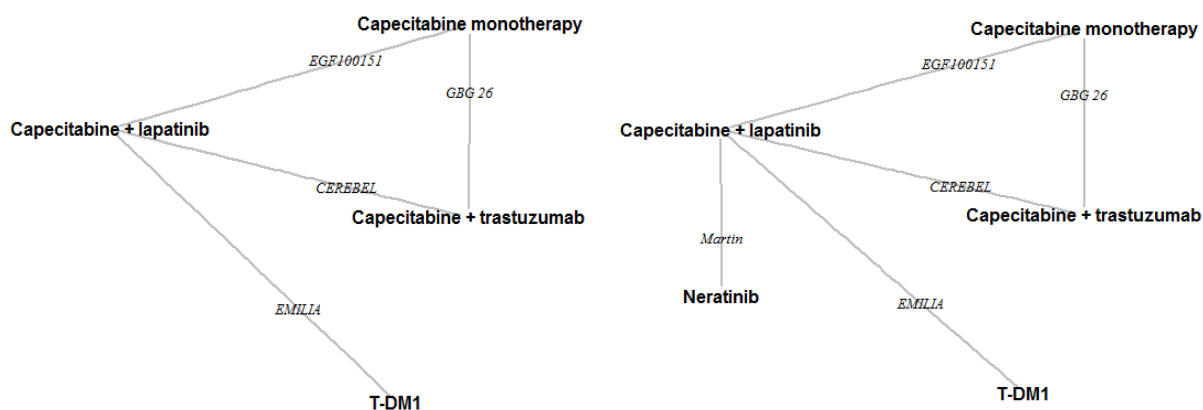 Capecitabine monotherapy
EGF100151
GBG 26
Capecitabine + lapatinib
CEREBEL
Capecitabine + trastuzumab
EMILIA
T-DM1
Capecitabine monotherapy
EGF100151
GBG 26
Capecitabine + lapatinib
CEREBEL
Capecitabine + trastuzumab
Martin
Neratinib
EMILIA
T-DM1